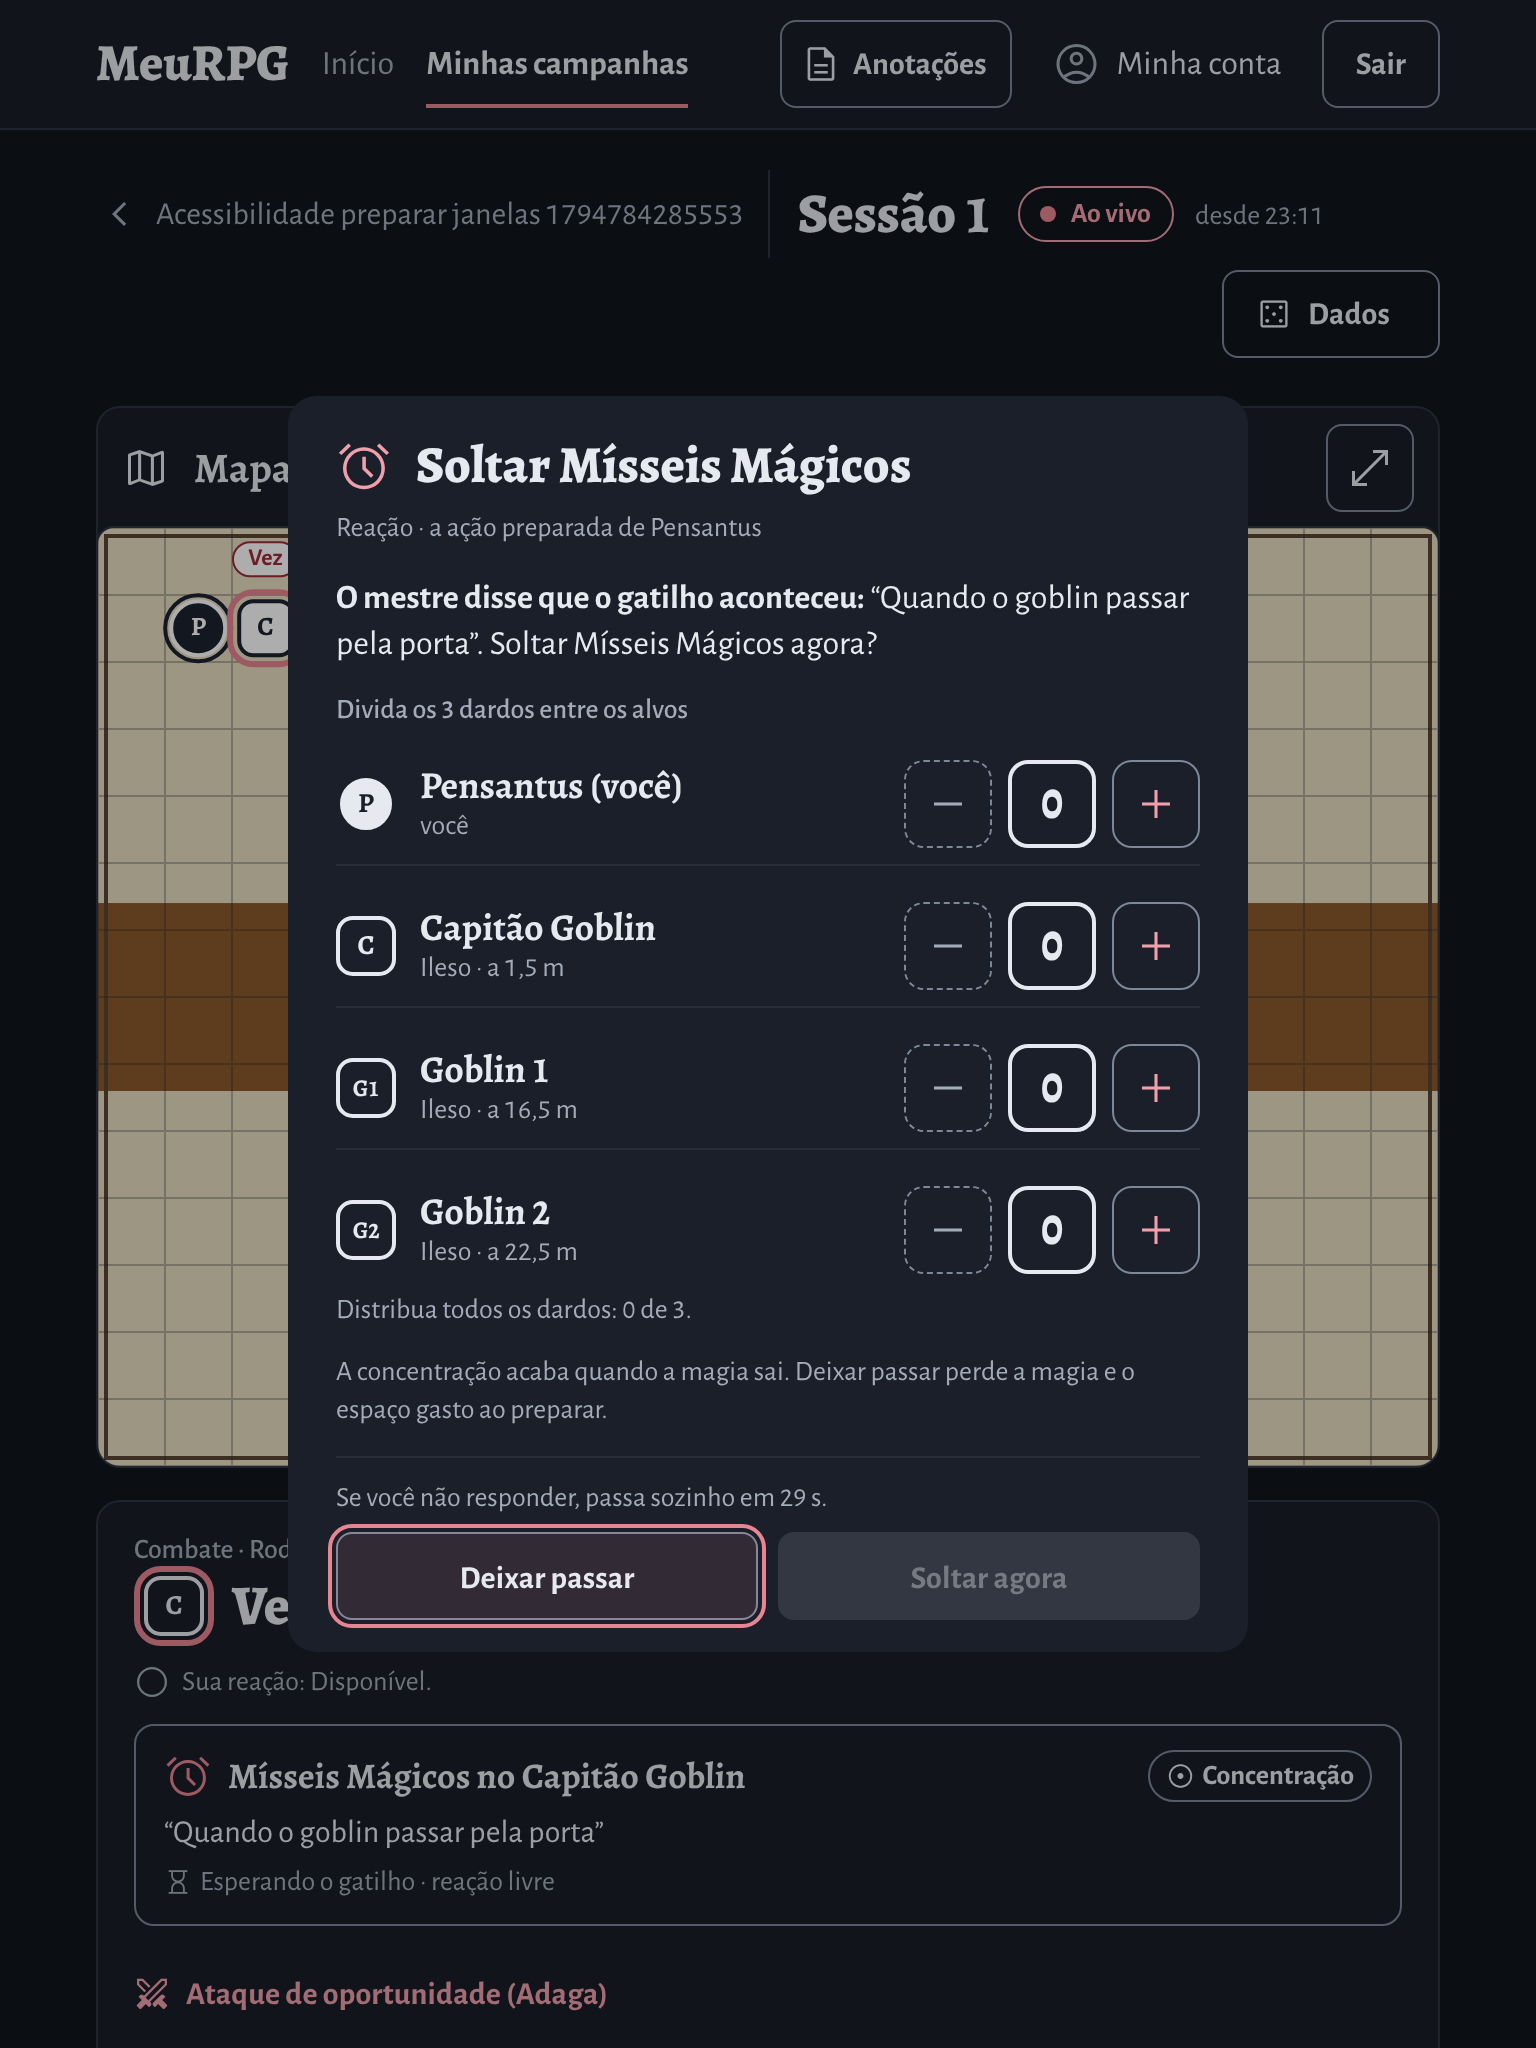 MeuRPG
Início
Minhas campanhas
Anotações
Minha conta
Sair
Acessibilidade preparar janelas 1794784285553
Sessão 1
Ao vivo
desde 23:11
Dados
Mapa
Vez
P
C
Soltar Mísseis Mágicos
Reação · a ação preparada de Pensantus
O mestre disse que o gatilho aconteceu: “Quando o goblin passar
pela porta”. Soltar Mísseis Mágicos agora?
Divida os 3 dardos entre os alvos
P
Pensantus (você)
você
0
C
Capitão Goblin
Ileso · a 1,5 m
0
G1
Goblin 1
Ileso · a 16,5 m
0
G2
Goblin 2
Ileso · a 22,5 m
0
Distribua todos os dardos: 0 de 3.
A concentração acaba quando a magia sai. Deixar passar perde a magia e o
espaço gasto ao preparar.
Se você não responder, passa sozinho em 29 s.
Deixar passar
Soltar agora
Combate · Rod
C
Ve
Sua reação: Disponível.
Mísseis Mágicos no Capitão Goblin
Concentração
“Quando o goblin passar pela porta”
Esperando o gatilho · reação livre
Ataque de oportunidade (Adaga)